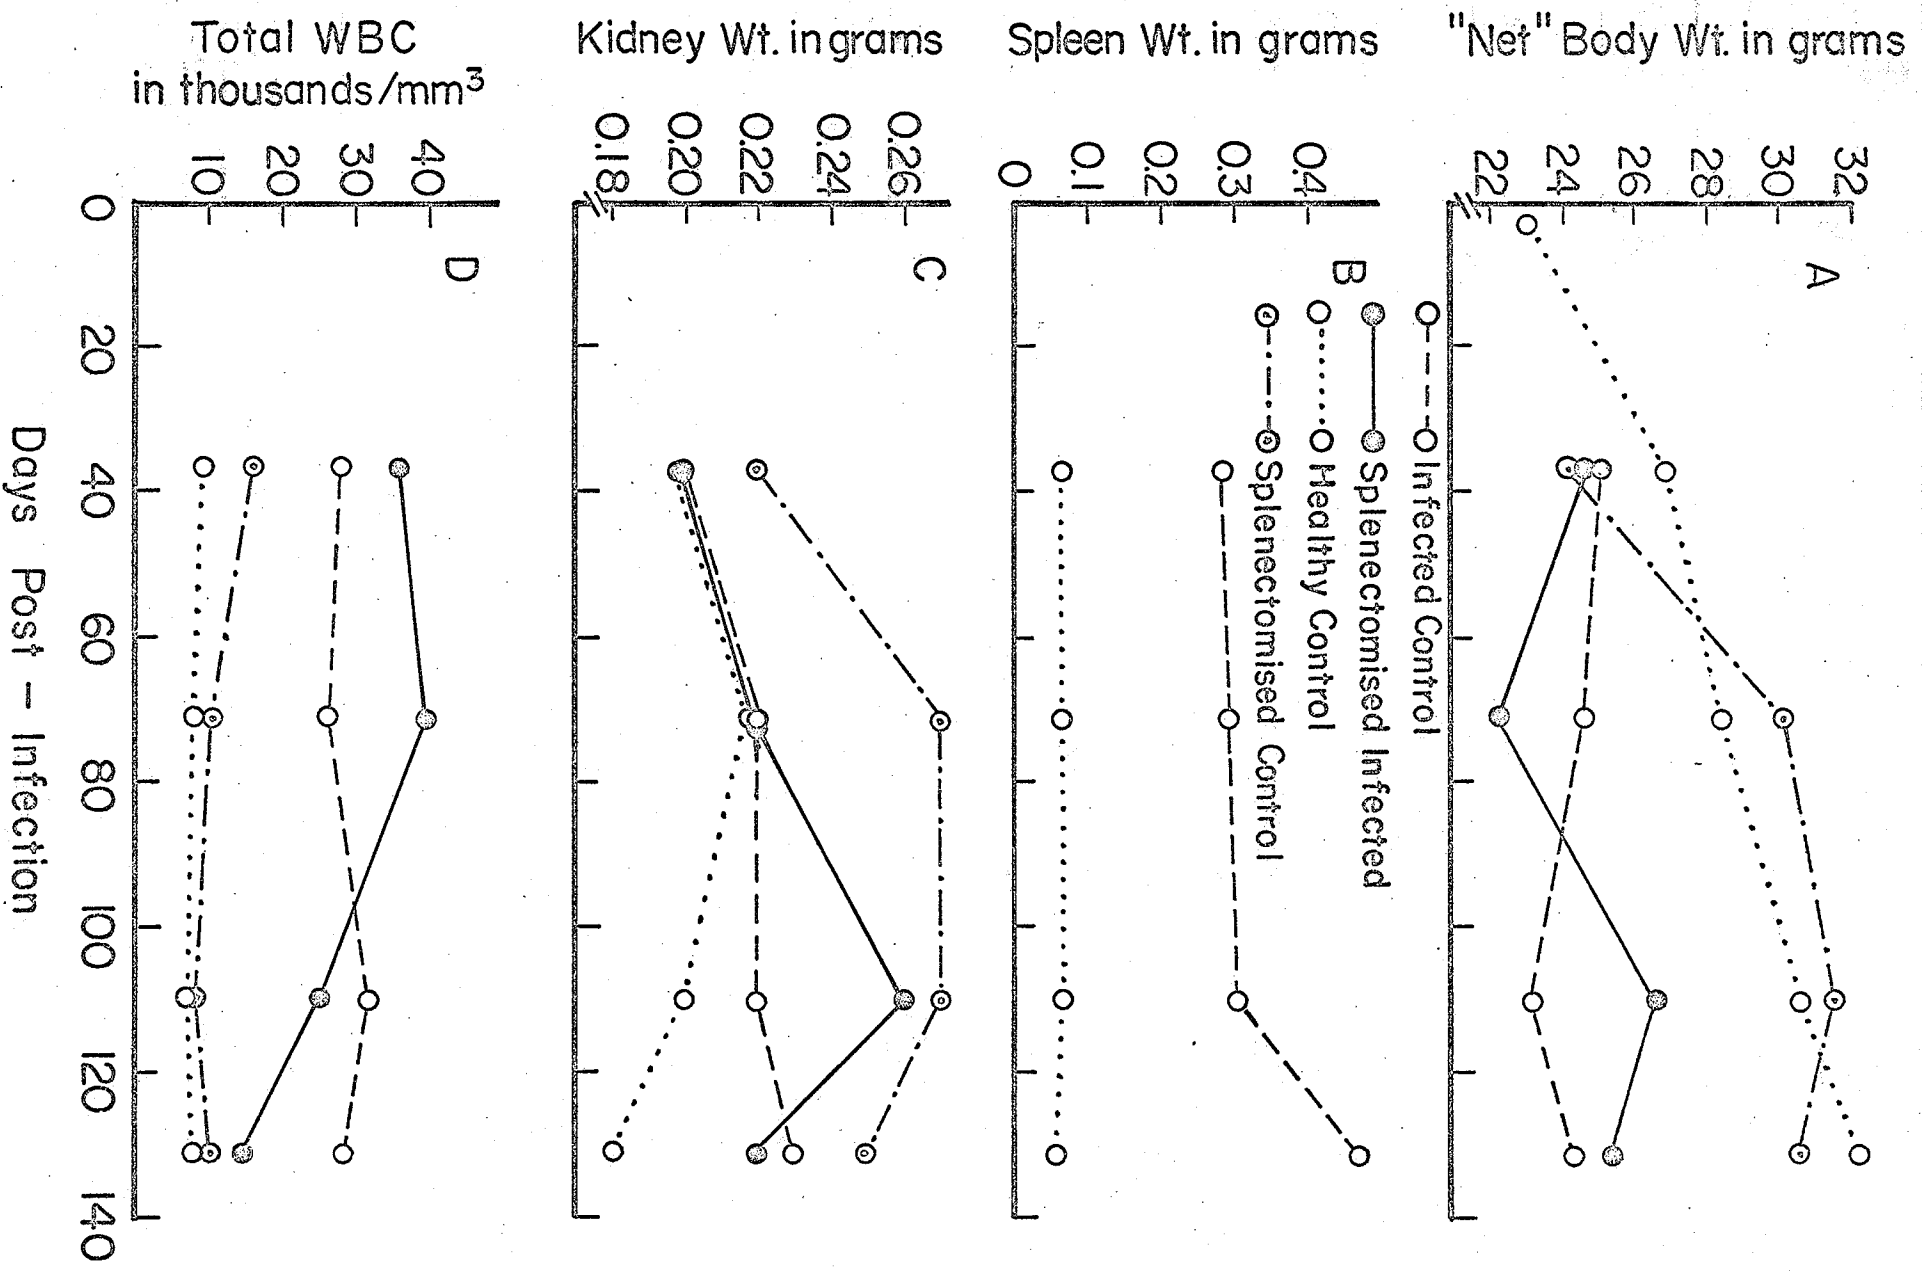 "Net" Body Wt. in grams
22
24
26
28
30
32
A
Infected Control
Splenectomised Infected
Healthy Control
Splenectomised Control
Spleen Wt. in grams
0
0.1
0.2
0.3
0.4
B
Kidney Wt. in grams
0.18
0.20
0.22
0.24
0.26
C
Total WBC
in thousands/mm³
10
20
30
40
D
0
20
40
60
80
100
120
140
Days Post - Infection